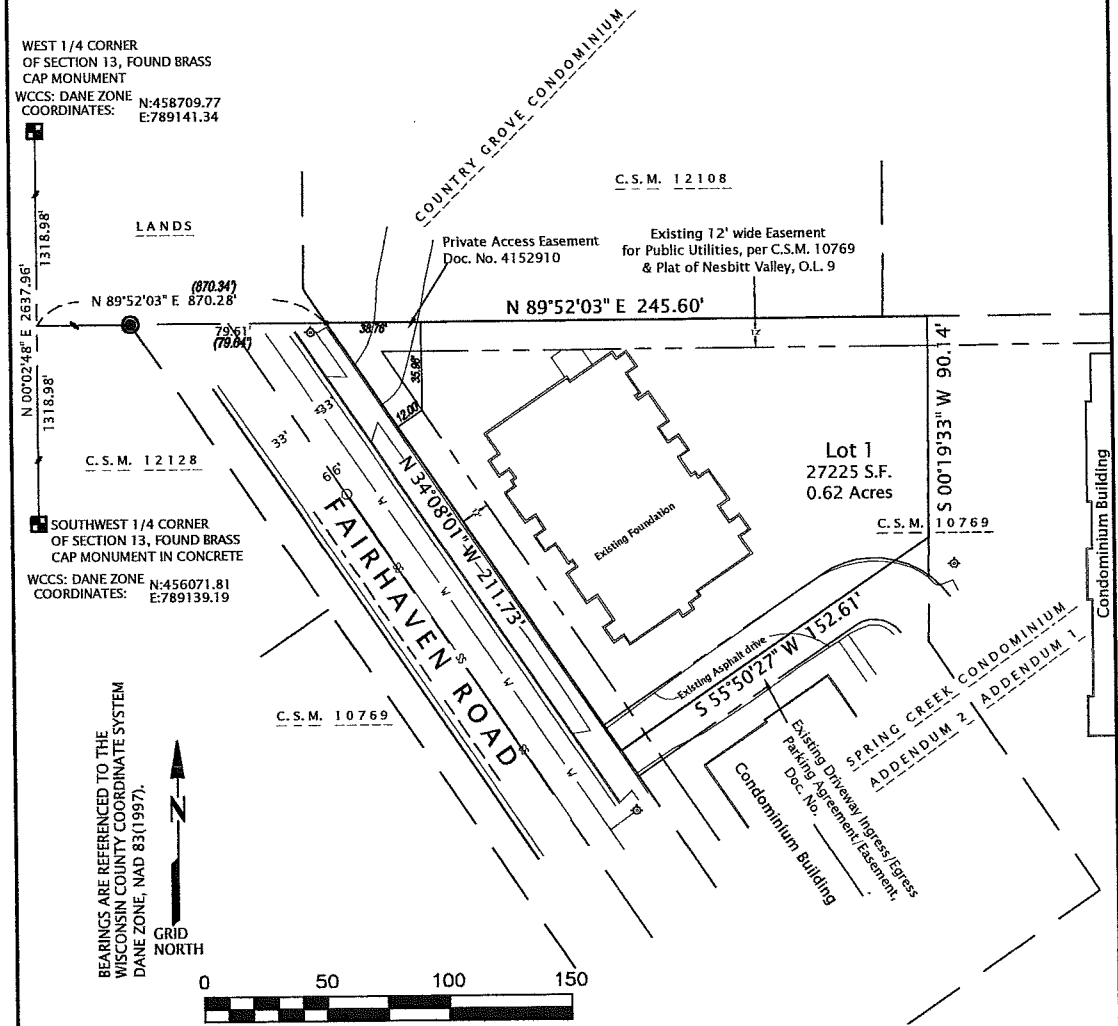 WEST 1/4 CORNER
OF SECTION 13, FOUND BRASS
CAP MONUMENT
WCCS: DANE ZONE
COORDINATES:
N:458709.77
E:789141.34
COUNTRY GROVE CONDOMINIUM
C.S.M. 12108
LANDS
1318.98'
N 00°02'48" E 2637.96'
1318.98'
Private Access Easement
Doc. No. 4152910
Existing 12' wide Easement
for Public Utilities, per C.S.M. 10769
& Plat of Nesbitt Valley, O.L. 9
(870.34')
N 89°52'03" E 870.28'
N 89°52'03" E 245.60'
79.61'
(79.64')
38.76'
35.96'
12'
12.00'
S 00°19'33" W 90.14'
33'
33'
6|6'
C.S.M. 12128
N 34°08'01" W 211.73'
12'
Existing Foundation
Lot 1
27225 S.F.
0.62 Acres
C.S.M. 10769
Condominium Building
SOUTHWEST 1/4 CORNER
OF SECTION 13, FOUND BRASS
CAP MONUMENT IN CONCRETE
WCCS: DANE ZONE
COORDINATES:
N:456071.81
E:789139.19
FAIRHAVEN ROAD
W
W
W
W
W
S
S
S
Existing Asphalt drive
S 55°50'27" W 152.61'
SPRING CREEK CONDOMINIUM
ADDENDUM 2 ADDENDUM 1
Existing Driveway Ingress/Egress
Parking Agreement/Easement,
Doc. No.
Condominium Building
C.S.M. 10769
BEARINGS ARE REFERENCED TO THE
WISCONSIN COUNTY COORDINATE SYSTEM
DANE ZONE, NAD 83(1997).
N
GRID
NORTH
0 50 100 150